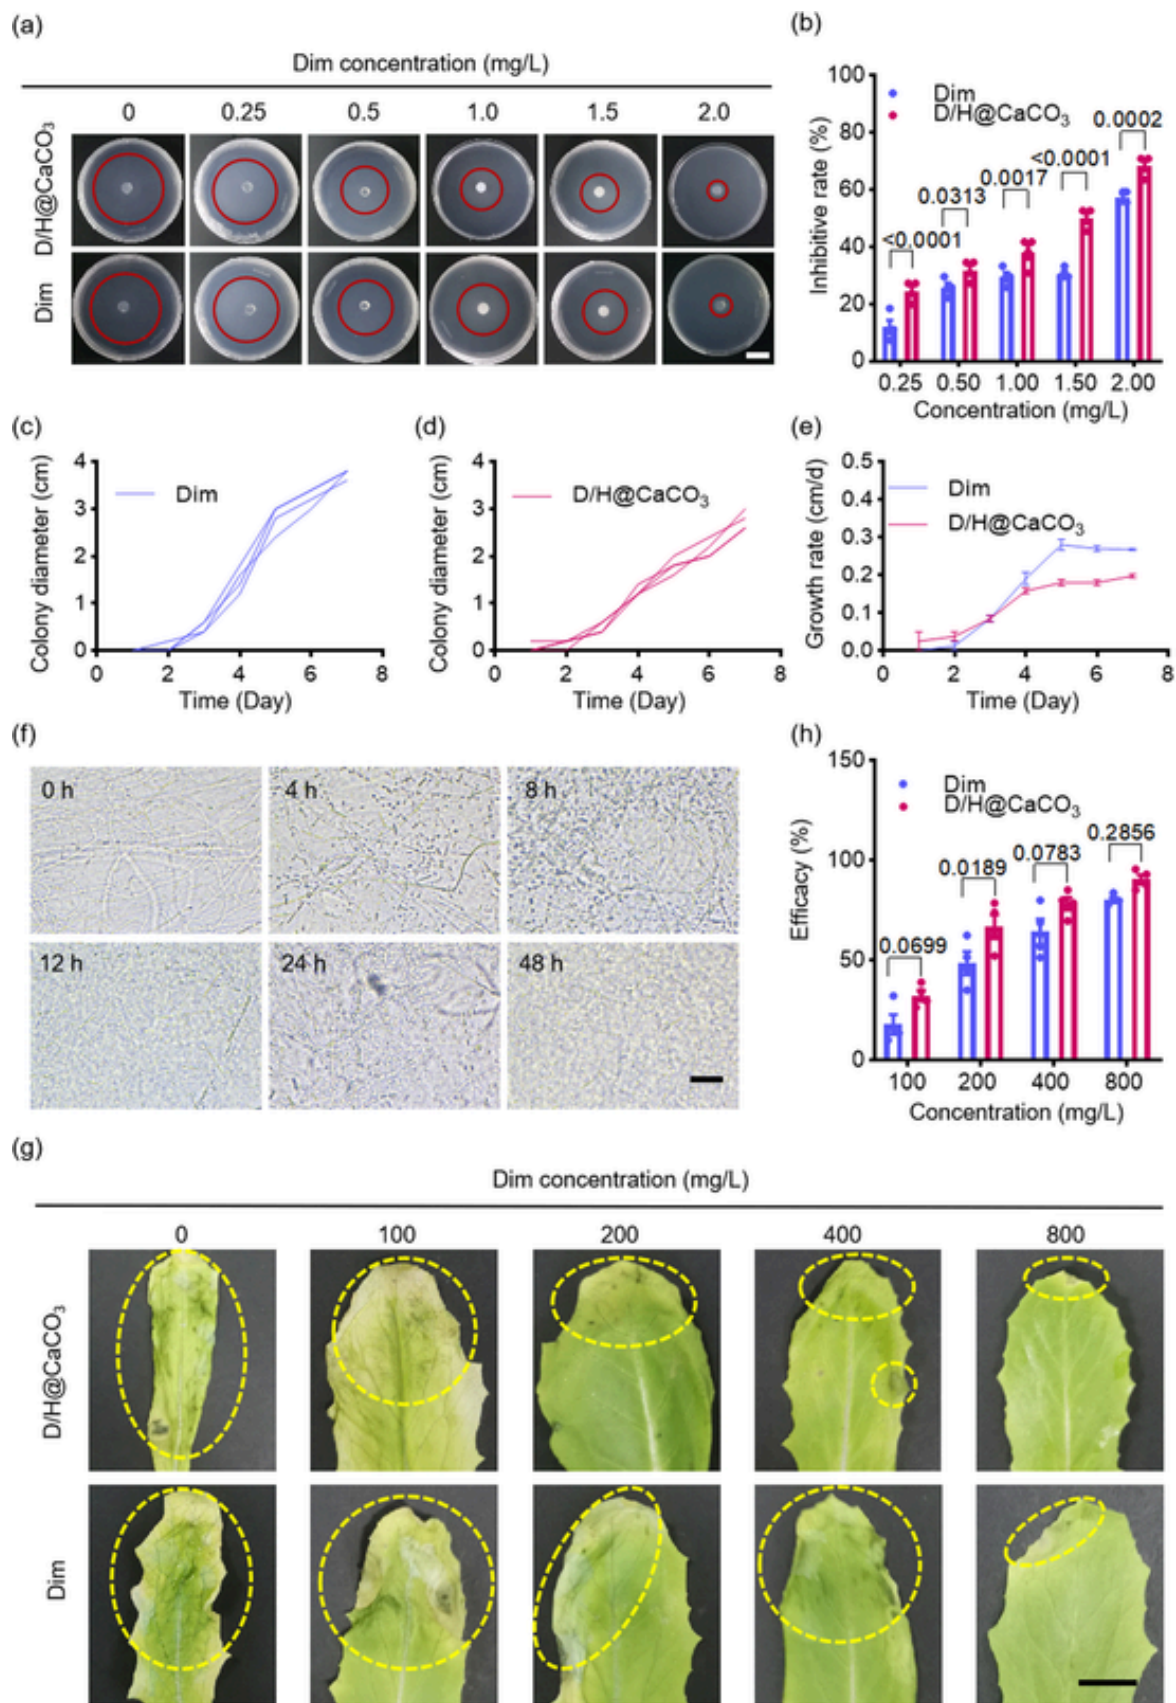 (a)
Dim concentration (mg/L)
0 0.25 0.5 1.0 1.5 2.0
D/H@CaCO₃
Dim
(b)
100
80
60
40
20
0
Inhibitive rate (%)
Dim
D/H@CaCO₃
<0.0001
0.0313
0.0017
<0.0001
0.0002
0.25 0.50 1.00 1.50 2.00
Concentration (mg/L)
(c)
4
3
2
1
0
Colony diameter (cm)
Dim
0 2 4 6 8
Time (Day)
(d)
4
3
2
1
0
Colony diameter (cm)
D/H@CaCO₃
0 2 4 6 8
Time (Day)
(e)
0.5
0.4
0.3
0.2
0.1
0.0
Growth rate (cm/d)
Dim
D/H@CaCO₃
0 2 4 6 8
Time (Day)
(f)
0 h 4 h 8 h
12 h 24 h 48 h
(h)
150
100
50
0
Efficacy (%)
Dim
D/H@CaCO₃
0.0699
0.0189
0.0783
0.2856
100 200 400 800
Concentration (mg/L)
(g)
Dim concentration (mg/L)
0 100 200 400 800
D/H@CaCO₃
Dim